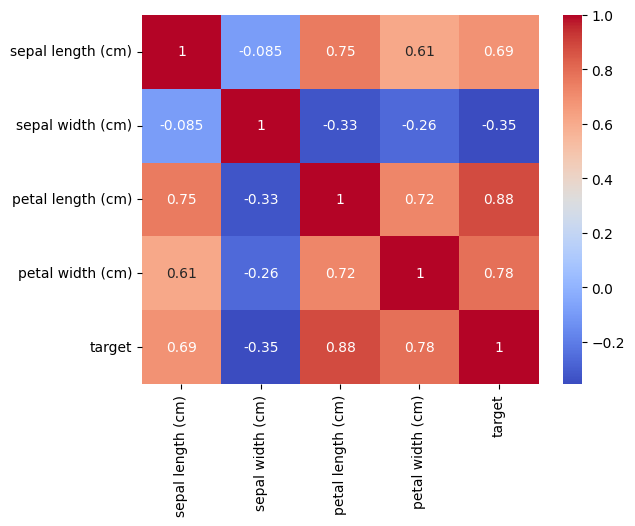 sepal length (cm) 1 -0.085 0.75 0.61 0.69
sepal width (cm) -0.085 1 -0.33 -0.26 -0.35
petal length (cm) 0.75 -0.33 1 0.72 0.88
petal width (cm) 0.61 -0.26 0.72 1 0.78
target 0.69 -0.35 0.88 0.78 1
sepal length (cm)
sepal width (cm)
petal length (cm)
petal width (cm)
target
1.0
0.8
0.6
0.4
0.2
0.0
−0.2